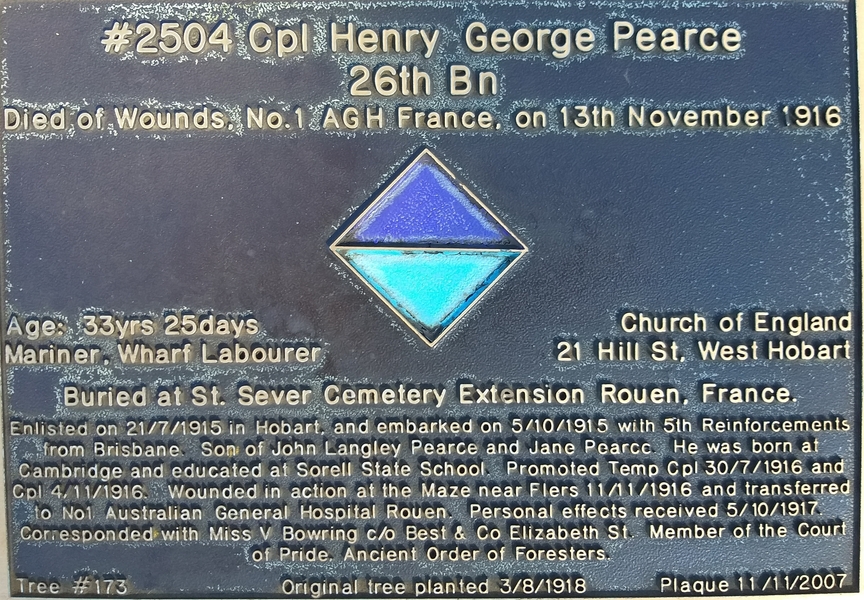 #2504 Cpl Henry George Pearce
26th Bn
Died of Wounds, No.1 AGH France, on 13th November 1916
Age: 33yrs 25days
Mariner. Wharf Labourer
Church of England
21 Hill St, West Hobart
Buried at St. Sever Cemetery Extension Rouen, France.
Enlisted on 21/7/1915 in Hobart, and embarked on 5/10/1915 with 5th Reinforcements
from Brisbane. Son of John Langley Pearce and Jane Pearce. He was born at
Cambridge and educated at Sorell State School. Promoted Temp Cpl 30/7/1916 and
Cpl 4/11/1916. Wounded in action at the Maze near Flers 11/11/1916 and transferred
to No1 Australian General Hospital Rouen. Personal effects received 5/10/1917.
Corresponded with Miss V Bowring c/o Best & Co Elizabeth St. Member of the Court
of Pride. Ancient Order of Foresters.
Tree #173 Original tree planted 3/8/1918 Plaque 11/11/2007